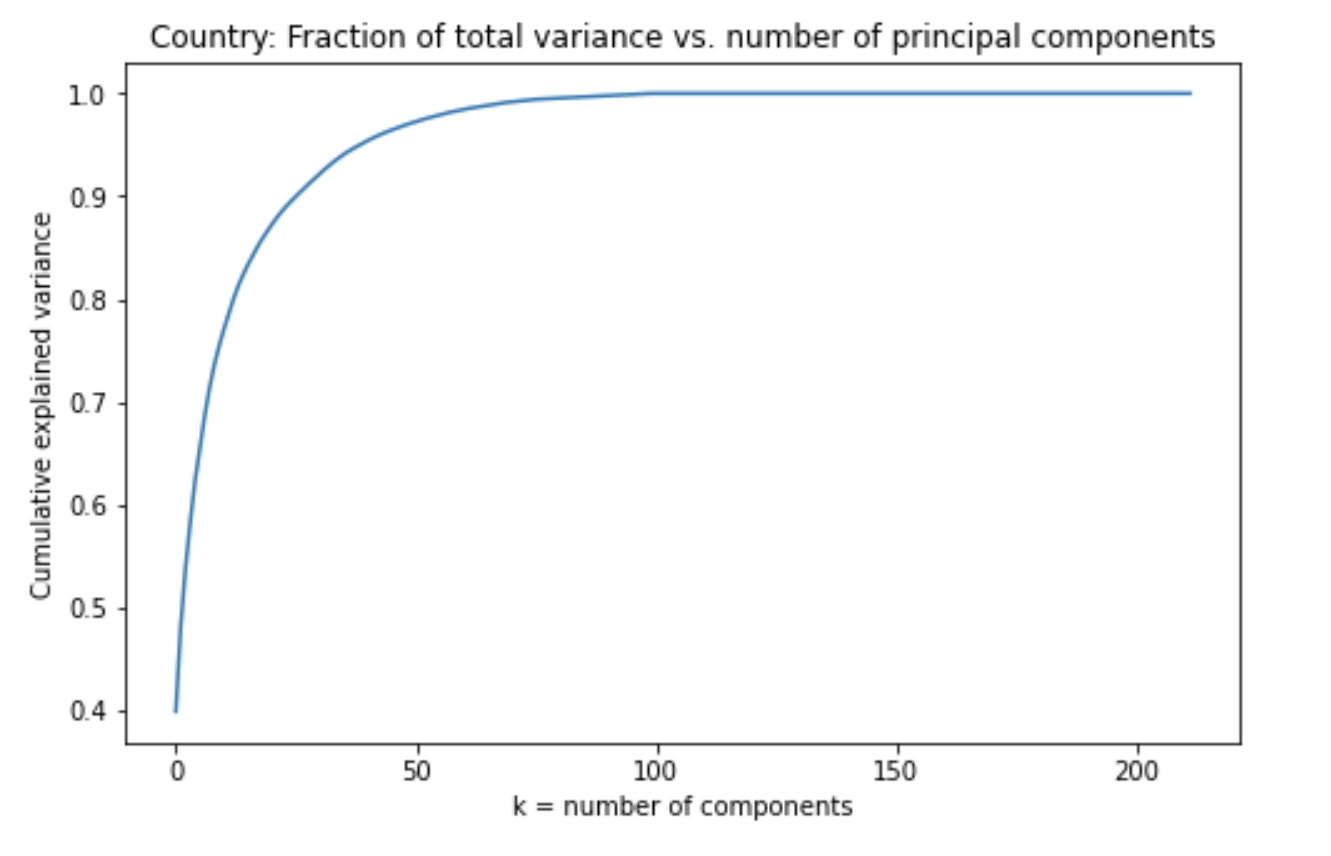 Country: Fraction of total variance vs. number of principal components
1.0
0.9
0.8
0.7
0.6
0.5
0.4
Cumulative explained variance
0 50 100 150 200
k = number of components